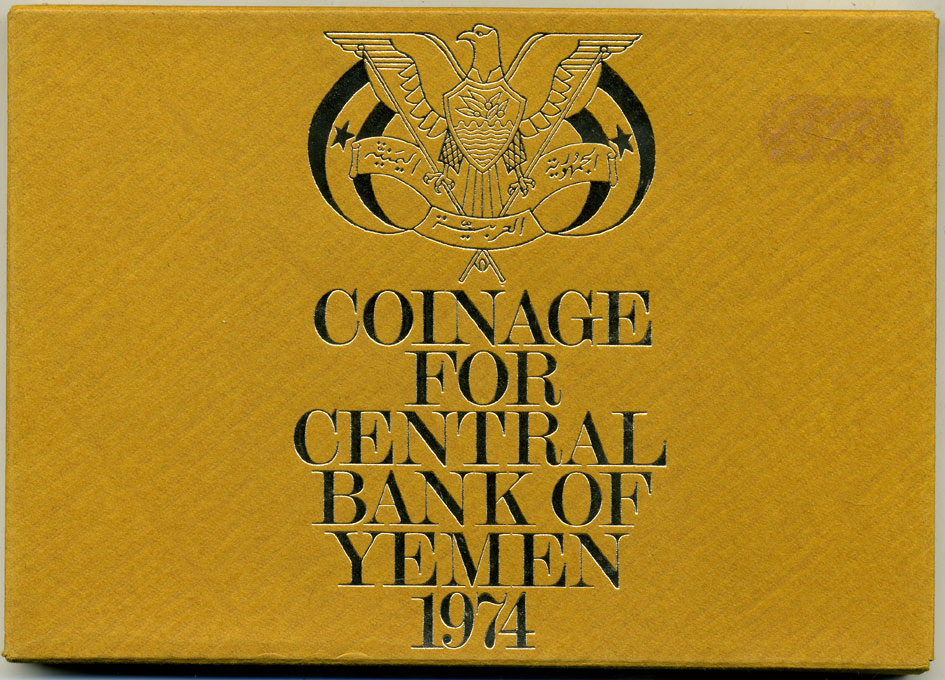 الجمهورية
العربية
اليمنية
COINAGE
FOR
CENTRAL
BANK OF
YEMEN
1974